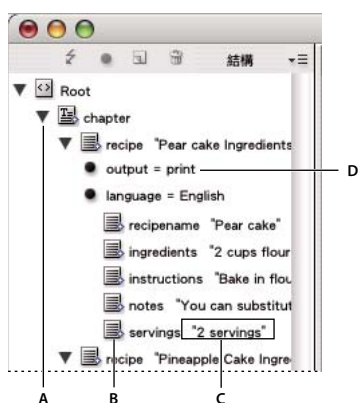 結構
Root
chapter
recipe "Pear cake Ingredients
output = print
D
language = English
recipename "Pear cake"
ingredients "2 cups flour
instructions "Bake in flou
notes "You can substitut
servings "2 servings"
recipe "Pineapple Cake Ingre
A B C